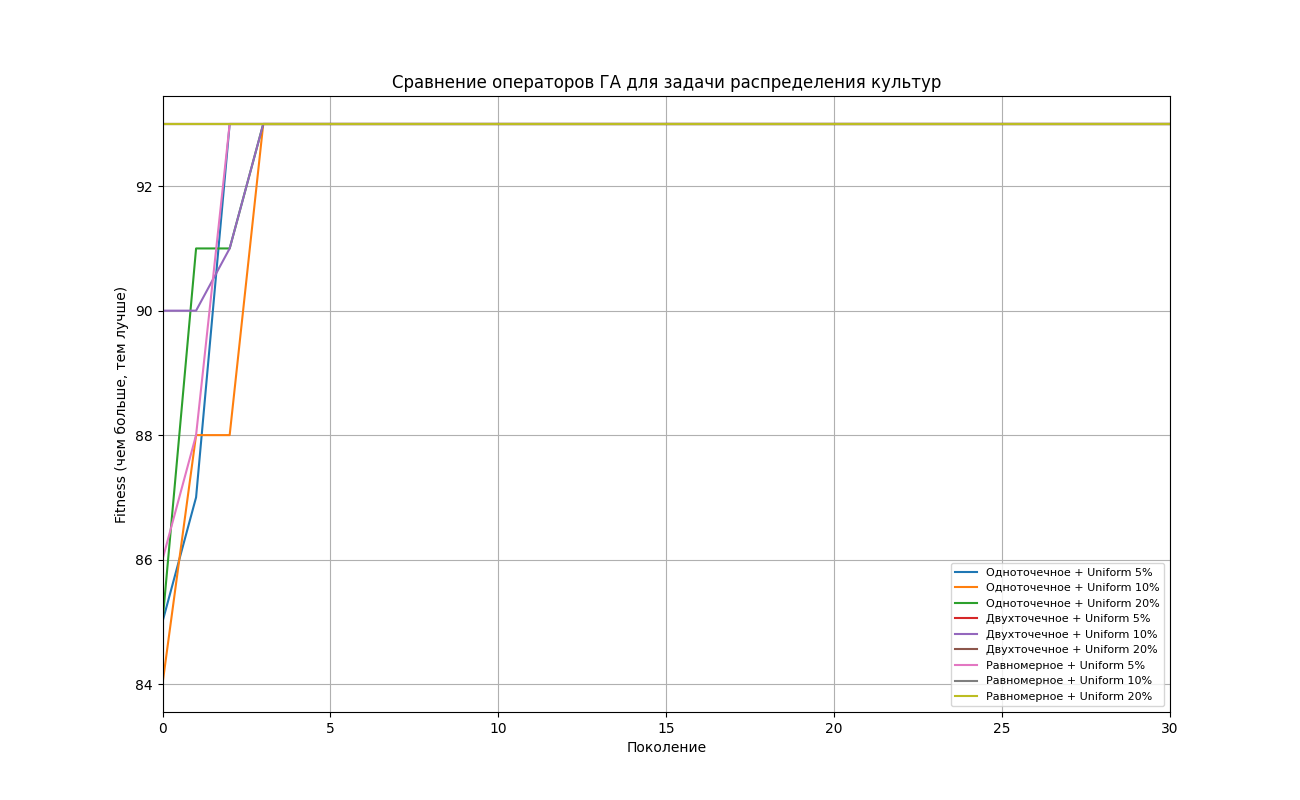 Сравнение операторов ГА для задачи распределения культур
Fitness (чем больше, тем лучше)
92
90
88
86
84
0
5
10
15
20
25
30
Поколение
Одноточечное + Uniform 5%
Одноточечное + Uniform 10%
Одноточечное + Uniform 20%
Двухточечное + Uniform 5%
Двухточечное + Uniform 10%
Двухточечное + Uniform 20%
Равномерное + Uniform 5%
Равномерное + Uniform 10%
Равномерное + Uniform 20%